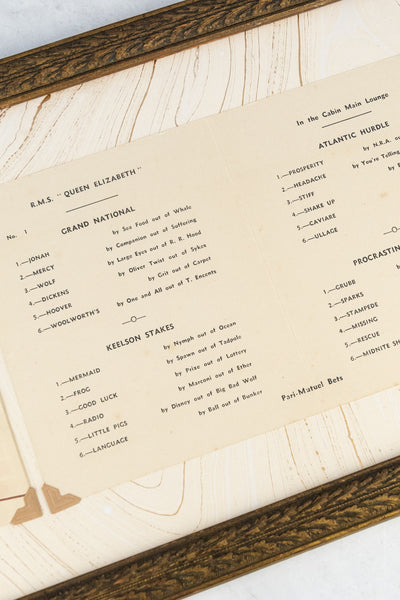 R.M.S. " QUEEN ELIZABETH "
No. 1 GRAND NATIONAL
1.—JONAH by Sea Food out of Whale
2.—MERCY by Companion out of Suffering
3.—WOLF by Large Eyes out of R. R. Hood
4.—DICKENS by Oliver Twist out of Sykes
5.—HOOVER by Grit out of Carpet
6.—WOOLWORTH'S by One and All out of T. Encents
KEELSON STAKES
1.—MERMAID by Nymph out of Ocean
2.—FROG by Spawn out of Tadpole
3.—GOOD LUCK by Prize out of Lottery
4.—RADIO by Marconi out of Ether
5.—LITTLE PIGS by Disney out of Big Bad Wolf
6.—LANGUAGE by Ball out of Bunker
In the Cabin Main Lounge
ATLANTIC HURDLE
1.—PROSPERITY by N.R.A.
2.—HEADACHE by You're Telling
3.—STIFF by
4.—SHAKE UP
5.—CAVIARE
6.—ULLAGE
PROCRASTIN
1.—GRUBB
2.—SPARKS
3.—STAMPEDE
4.—MISSING
5.—RESCUE
6.—MIDNITE
Pari-Mutuel Bets